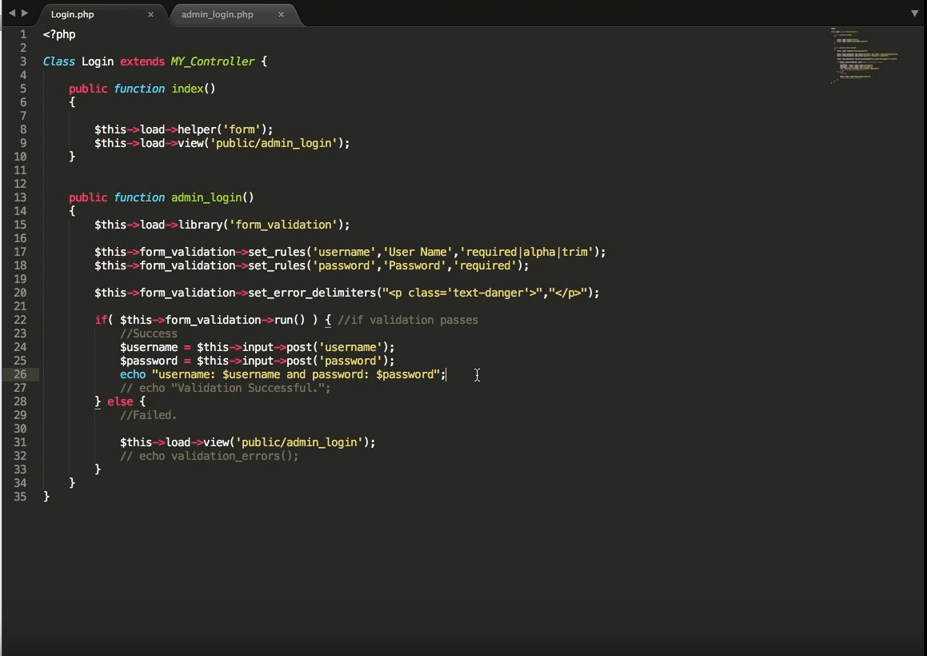 Login.php admin_login.php
1 <?php
2
3 Class Login extends MY_Controller {
4
5 public function index()
6 {
7
8 $this->load->helper('form');
9 $this->load->view('public/admin_login');
10 }
11
12
13 public function admin_login()
14 {
15 $this->load->library('form_validation');
16
17 $this->form_validation->set_rules('username','User Name','required|alpha|trim');
18 $this->form_validation->set_rules('password','Password','required');
19
20 $this->form_validation->set_error_delimiters("<p class='text-danger'>","</p>");
21
22 if( $this->form_validation->run() ) { //if validation passes
23 //Success
24 $username = $this->input->post('username');
25 $password = $this->input->post('password');
26 echo "username: $username and password: $password";
27 // echo "Validation Successful.";
28 } else {
29 //Failed.
30
31 $this->load->view('public/admin_login');
32 // echo validation_errors();
33 }
34 }
35 }